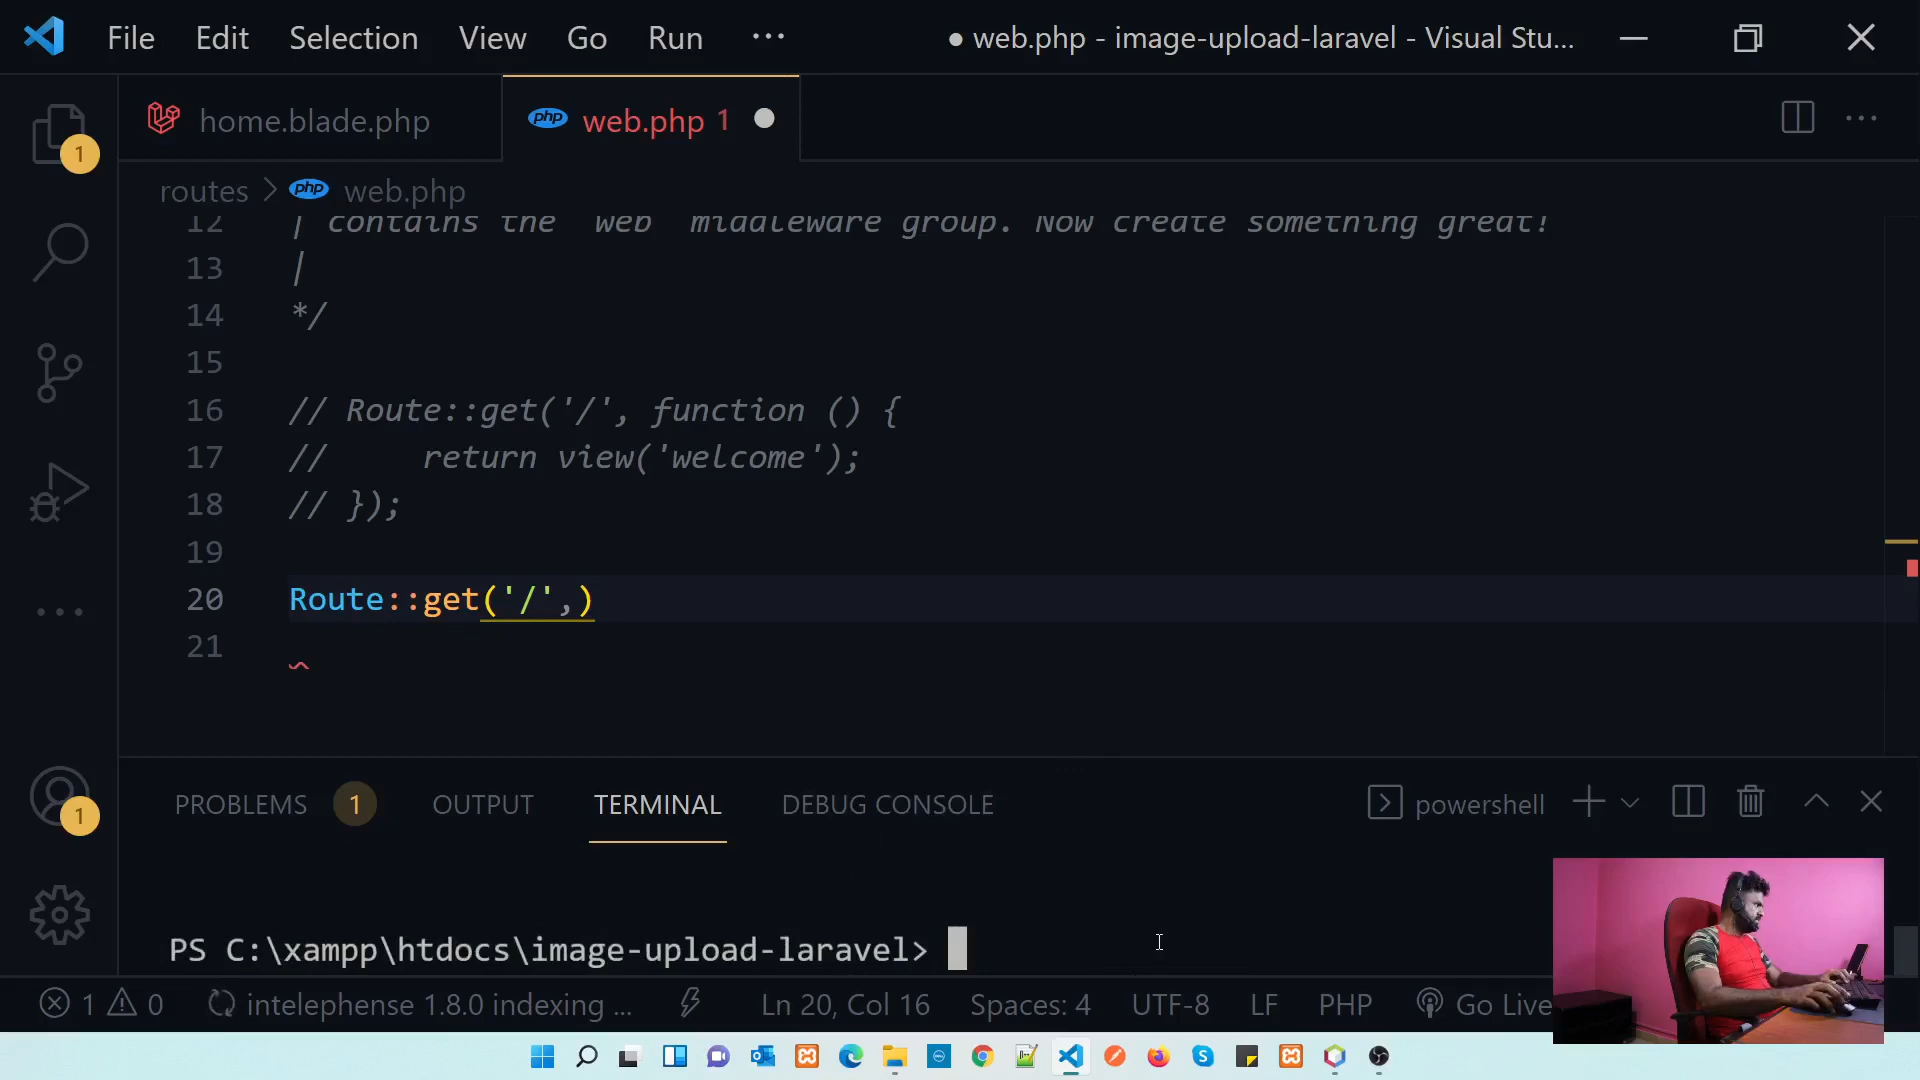 File Edit Selection View Go Run ··· ● web.php - image-upload-laravel - Visual Stu...
home.blade.php php web.php 1
routes > php web.php
12 | contains the "web" middleware group. Now create something great!
13 |
14 */
15
16 // Route::get('/', function () {
17 //     return view('welcome');
18 // });
19
20 Route::get('/',)
21
PROBLEMS 1 OUTPUT TERMINAL DEBUG CONSOLE powershell
PS C:\xampp\htdocs\image-upload-laravel>
1 0 intelephense 1.8.0 indexing ... Ln 20, Col 16 Spaces: 4 UTF-8 LF PHP Go Live
1
1